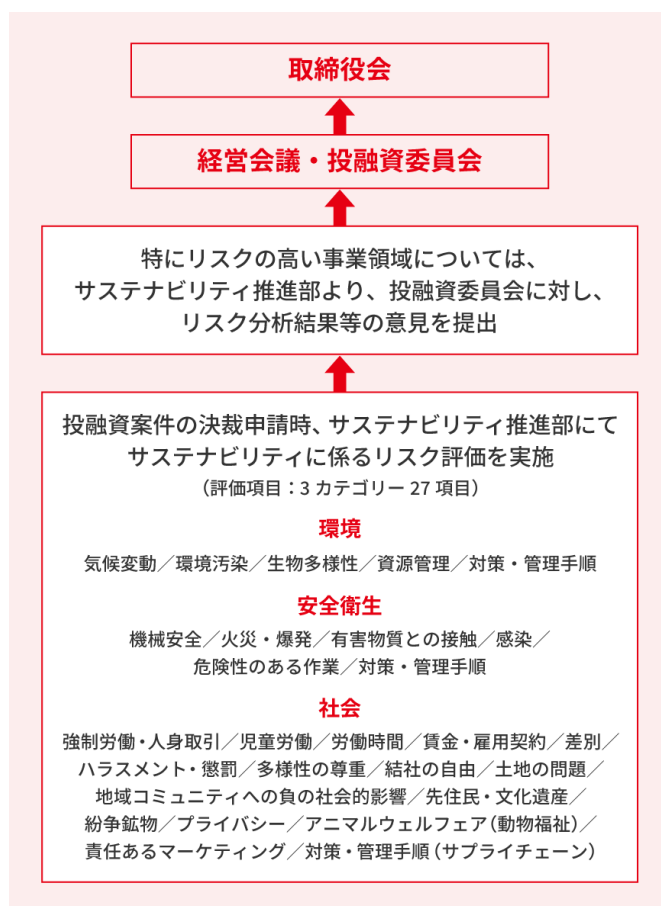 取締役会
経営会議・投融資委員会
特にリスクの高い事業領域については、
サステナビリティ推進部より、投融資委員会に対し、
リスク分析結果等の意見を提出
投融資案件の決裁申請時、サステナビリティ推進部にて
サステナビリティに係るリスク評価を実施
（評価項目：3 カテゴリー 27 項目）
環境
気候変動／環境汚染／生物多様性／資源管理／対策・管理手順
安全衛生
機械安全／火災・爆発／有害物質との接触／感染／
危険性のある作業／対策・管理手順
社会
強制労働・人身取引／児童労働／労働時間／賃金・雇用契約／差別／
ハラスメント・懲罰／多様性の尊重／結社の自由／土地の問題／
地域コミュニティへの負の社会的影響／先住民・文化遺産／
紛争鉱物／プライバシー／アニマルウェルフェア（動物福祉）／
責任あるマーケティング／対策・管理手順（サプライチェーン）